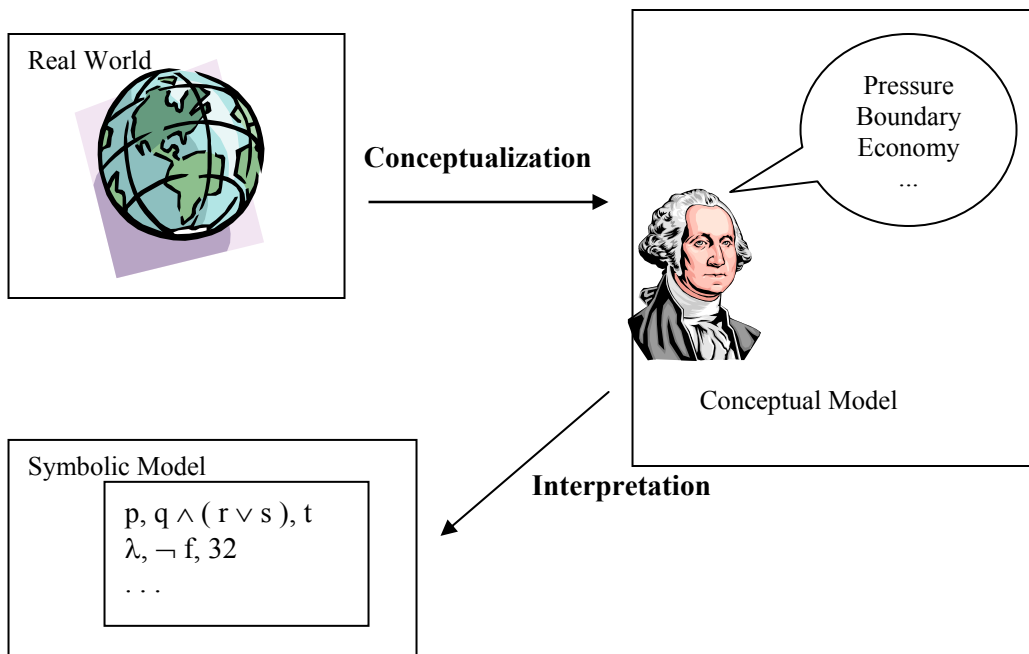 Real World
Conceptualization
Pressure
Boundary
Economy
...
Conceptual Model
Interpretation
Symbolic Model
p, q ∧ ( r ∨ s ), t
λ, ¬ f, 32
. . .